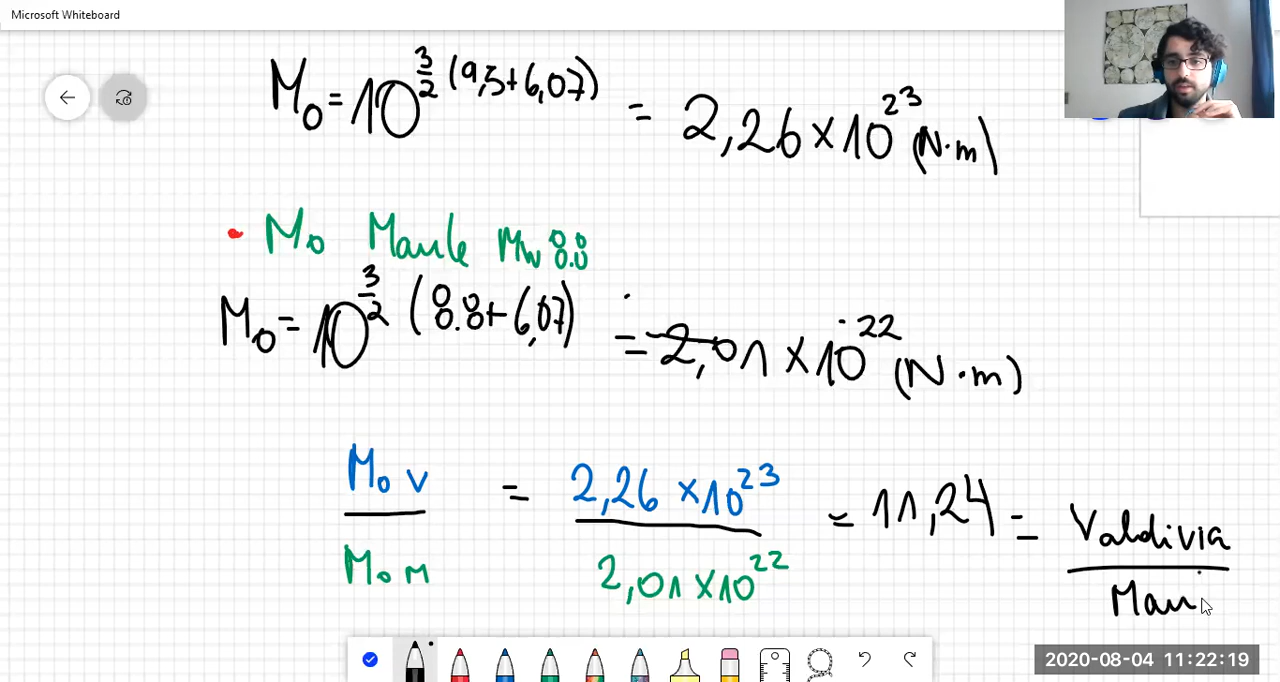 Microsoft Whiteboard
M₀ = 10^(3/2 (9,5+6,07)) = 2,26 × 10^23 (N·m)
• M₀ Maule Mw 8.8
M₀ = 10^(3/2 (8.8+6,07)) = 2,01 × 10^22 (N·m)
M₀ V / M₀ M = 2,26 × 10^23 / 2,01 × 10^22 = 11,24 = Valdivia / Mau
2020-08-04 11:22:19